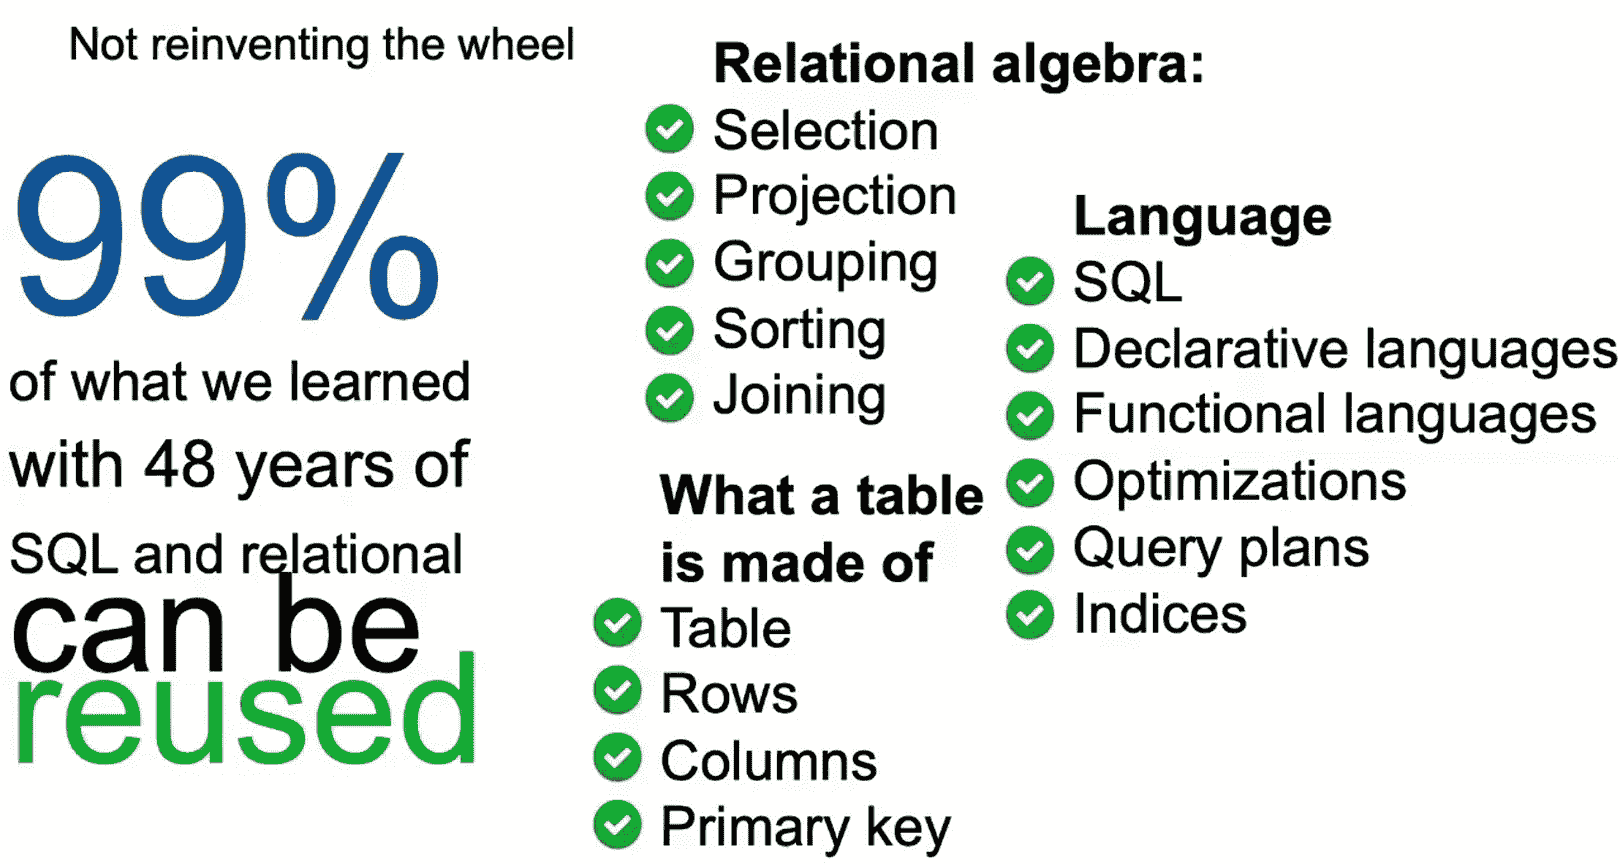 Not reinventing the wheel
99%
of what we learned
with 48 years of
SQL and relational
can be
reused
Relational algebra:
Selection
Projection
Grouping
Sorting
Joining
What a table
is made of
Table
Rows
Columns
Primary key
Language
SQL
Declarative languages
Functional languages
Optimizations
Query plans
Indices